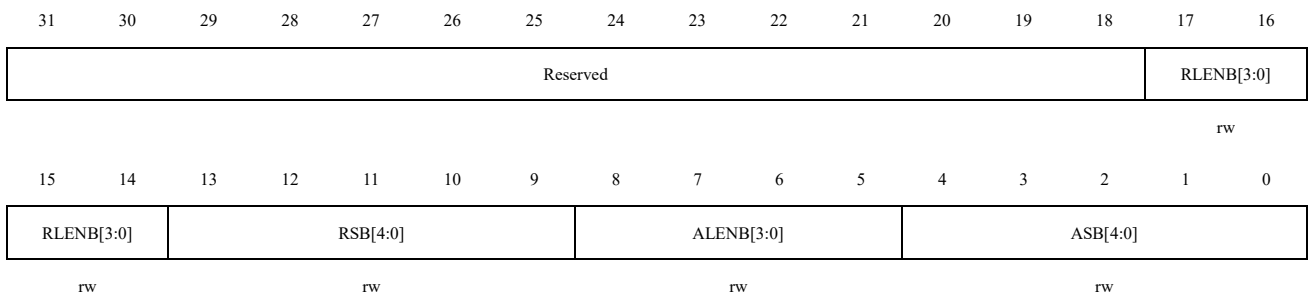 31 30 29 28 27 26 25 24 23 22 21 20 19 18 17 16
Reserved RLENB[3:0]
rw
15 14 13 12 11 10 9 8 7 6 5 4 3 2 1 0
RLENB[3:0] RSB[4:0] ALENB[3:0] ASB[4:0]
rw rw rw rw